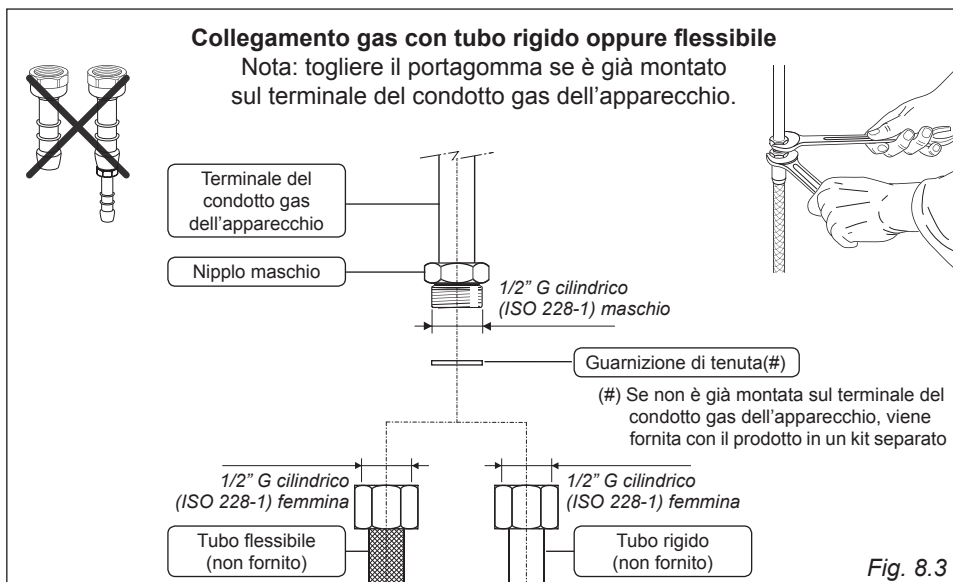 Collegamento gas con tubo rigido oppure flessibile
Nota: togliere il portagomma se è già montato
sul terminale del condotto gas dell’apparecchio.
Terminale del
condotto gas
dell’apparecchio
Nipplo maschio
1/2” G cilindrico
(ISO 228-1) maschio
Guarnizione di tenuta(#)
(#) Se non è già montata sul terminale del
condotto gas dell’apparecchio, viene
fornita con il prodotto in un kit separato
1/2” G cilindrico
(ISO 228-1) femmina
1/2” G cilindrico
(ISO 228-1) femmina
Tubo flessibile
(non fornito)
Tubo rigido
(non fornito)
Fig. 8.3